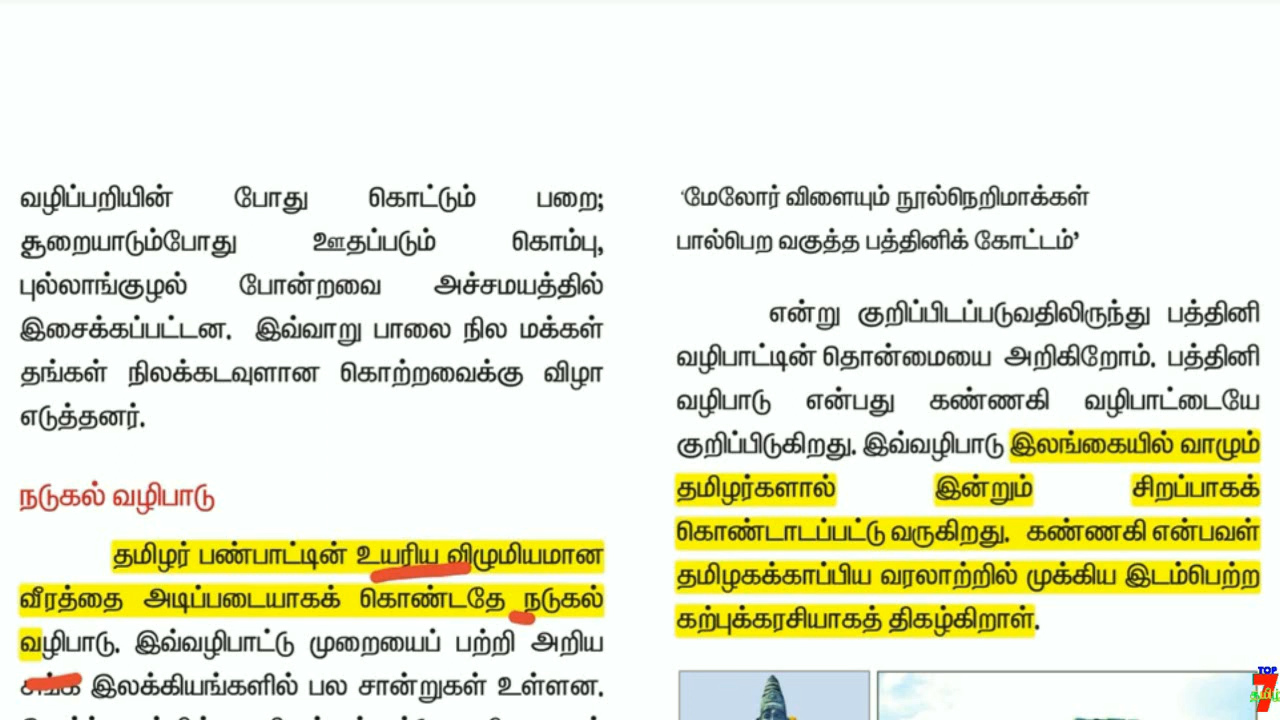 வழிப்பறியின் போது கொட்டும் பறை;
சூறையாடும்போது ஊதப்படும் கொம்பு,
புல்லாங்குழல் போன்றவை அச்சமயத்தில்
இசைக்கப்பட்டன. இவ்வாறு பாலை நில மக்கள்
தங்கள் நிலக்கடவுளான கொற்றவைக்கு விழா
எடுத்தனர்.
நடுகல் வழிபாடு
தமிழர் பண்பாட்டின் உயரிய விழுமியமான
வீரத்தை அடிப்படையாகக் கொண்டதே நடுகல்
வழிபாடு. இவ்வழிபாட்டு முறையைப் பற்றி அறிய
சங்க இலக்கியங்களில் பல சான்றுகள் உள்ளன.
‘மேலோர் விளையும் நூல்நெறிமாக்கள்
பால்பெற வகுத்த பத்தினிக் கோட்டம்’
என்று குறிப்பிடப்படுவதிலிருந்து பத்தினி
வழிபாட்டின் தொன்மையை அறிகிறோம். பத்தினி
வழிபாடு என்பது கண்ணகி வழிபாட்டையே
குறிப்பிடுகிறது. இவ்வழிபாடு இலங்கையில் வாழும்
தமிழர்களால் இன்றும் சிறப்பாகக்
கொண்டாடப்பட்டு வருகிறது. கண்ணகி என்பவள்
தமிழகக்காப்பிய வரலாற்றில் முக்கிய இடம்பெற்ற
கற்புக்கரசியாகத் திகழ்கிறாள்.
TOP
7
தமிழ்